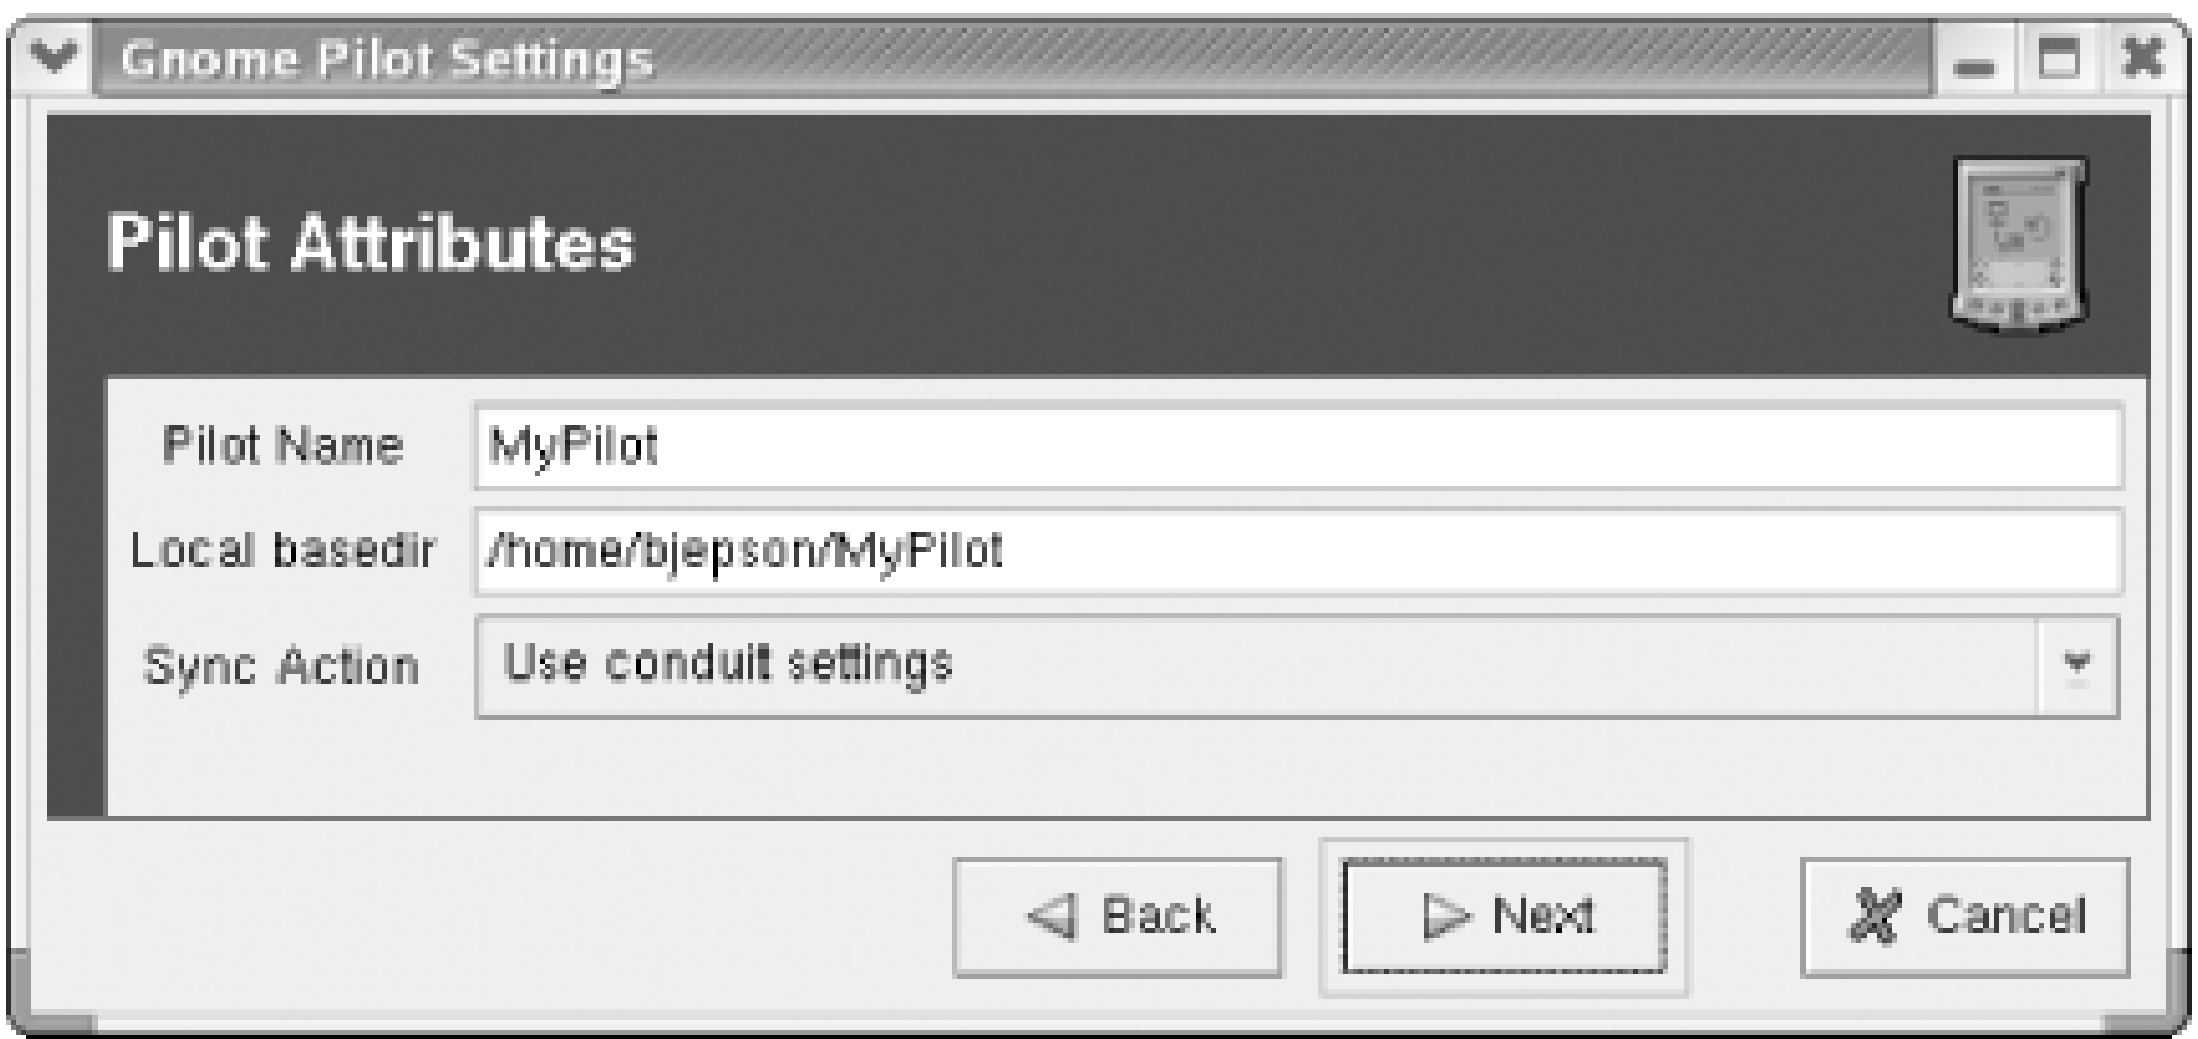 Gnome Pilot Settings
Pilot Attributes
Pilot Name MyPilot
Local basedir /home/bjepson/MyPilot
Sync Action Use conduit settings
Back Next Cancel